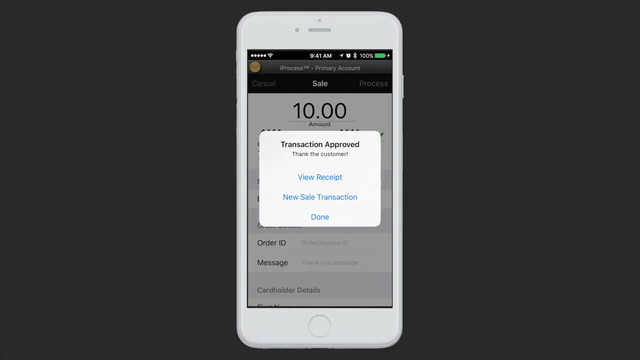 9:41 AM
100%
iProcess™ - Primary Account
Cancel
Sale
Process
10.00
Amount
Transaction Approved
Thank the customer!
View Receipt
New Sale Transaction
Done
Order ID
Order/Invoice ID
Message
Thank you message
Cardholder Details